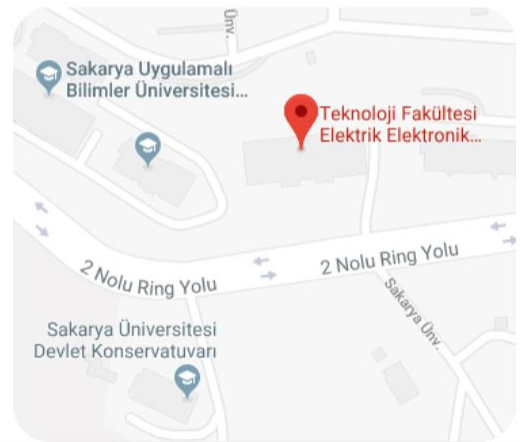 Ünv.
Sakarya Uygulamalı
Bilimler Üniversitesi...
Teknoloji Fakültesi
Elektrik Elektronik...
2 Nolu Ring Yolu
2 Nolu Ring Yolu
Sakarya Ünv.
Sakarya Üniversitesi
Devlet Konservatuvarı